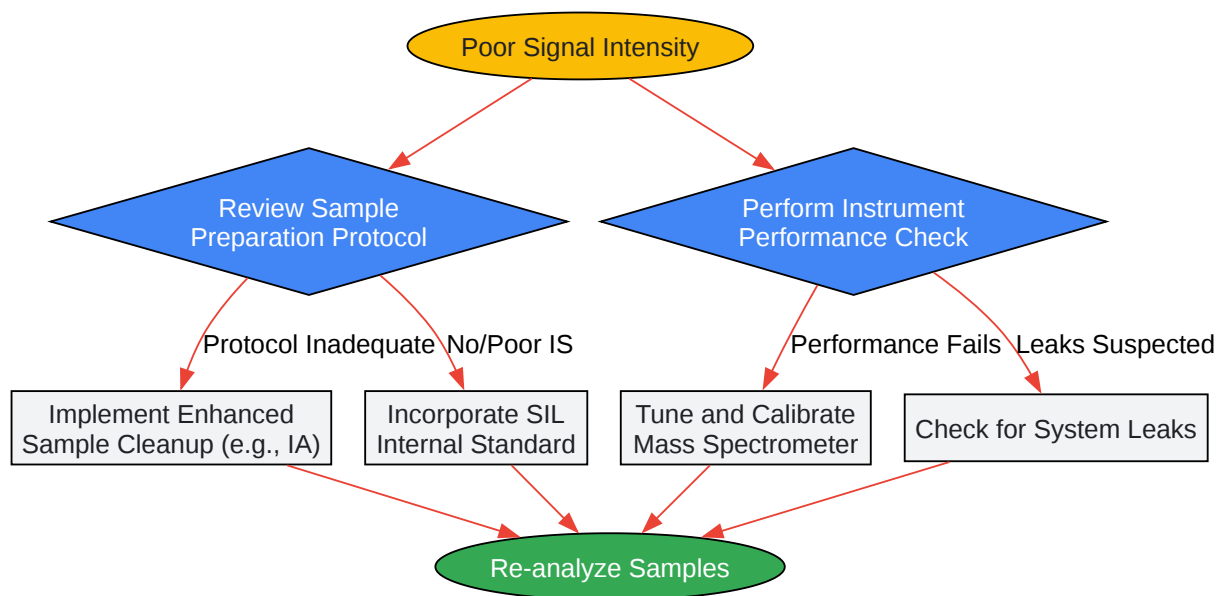 Poor Signal Intensity
Review Sample
Preparation Protocol
Perform Instrument
Performance Check
Protocol Inadequate
No/Poor IS
Performance Fails
Leaks Suspected
Implement Enhanced
Sample Cleanup (e.g., IA)
Incorporate SIL
Internal Standard
Tune and Calibrate
Mass Spectrometer
Check for System Leaks
Re-analyze Samples